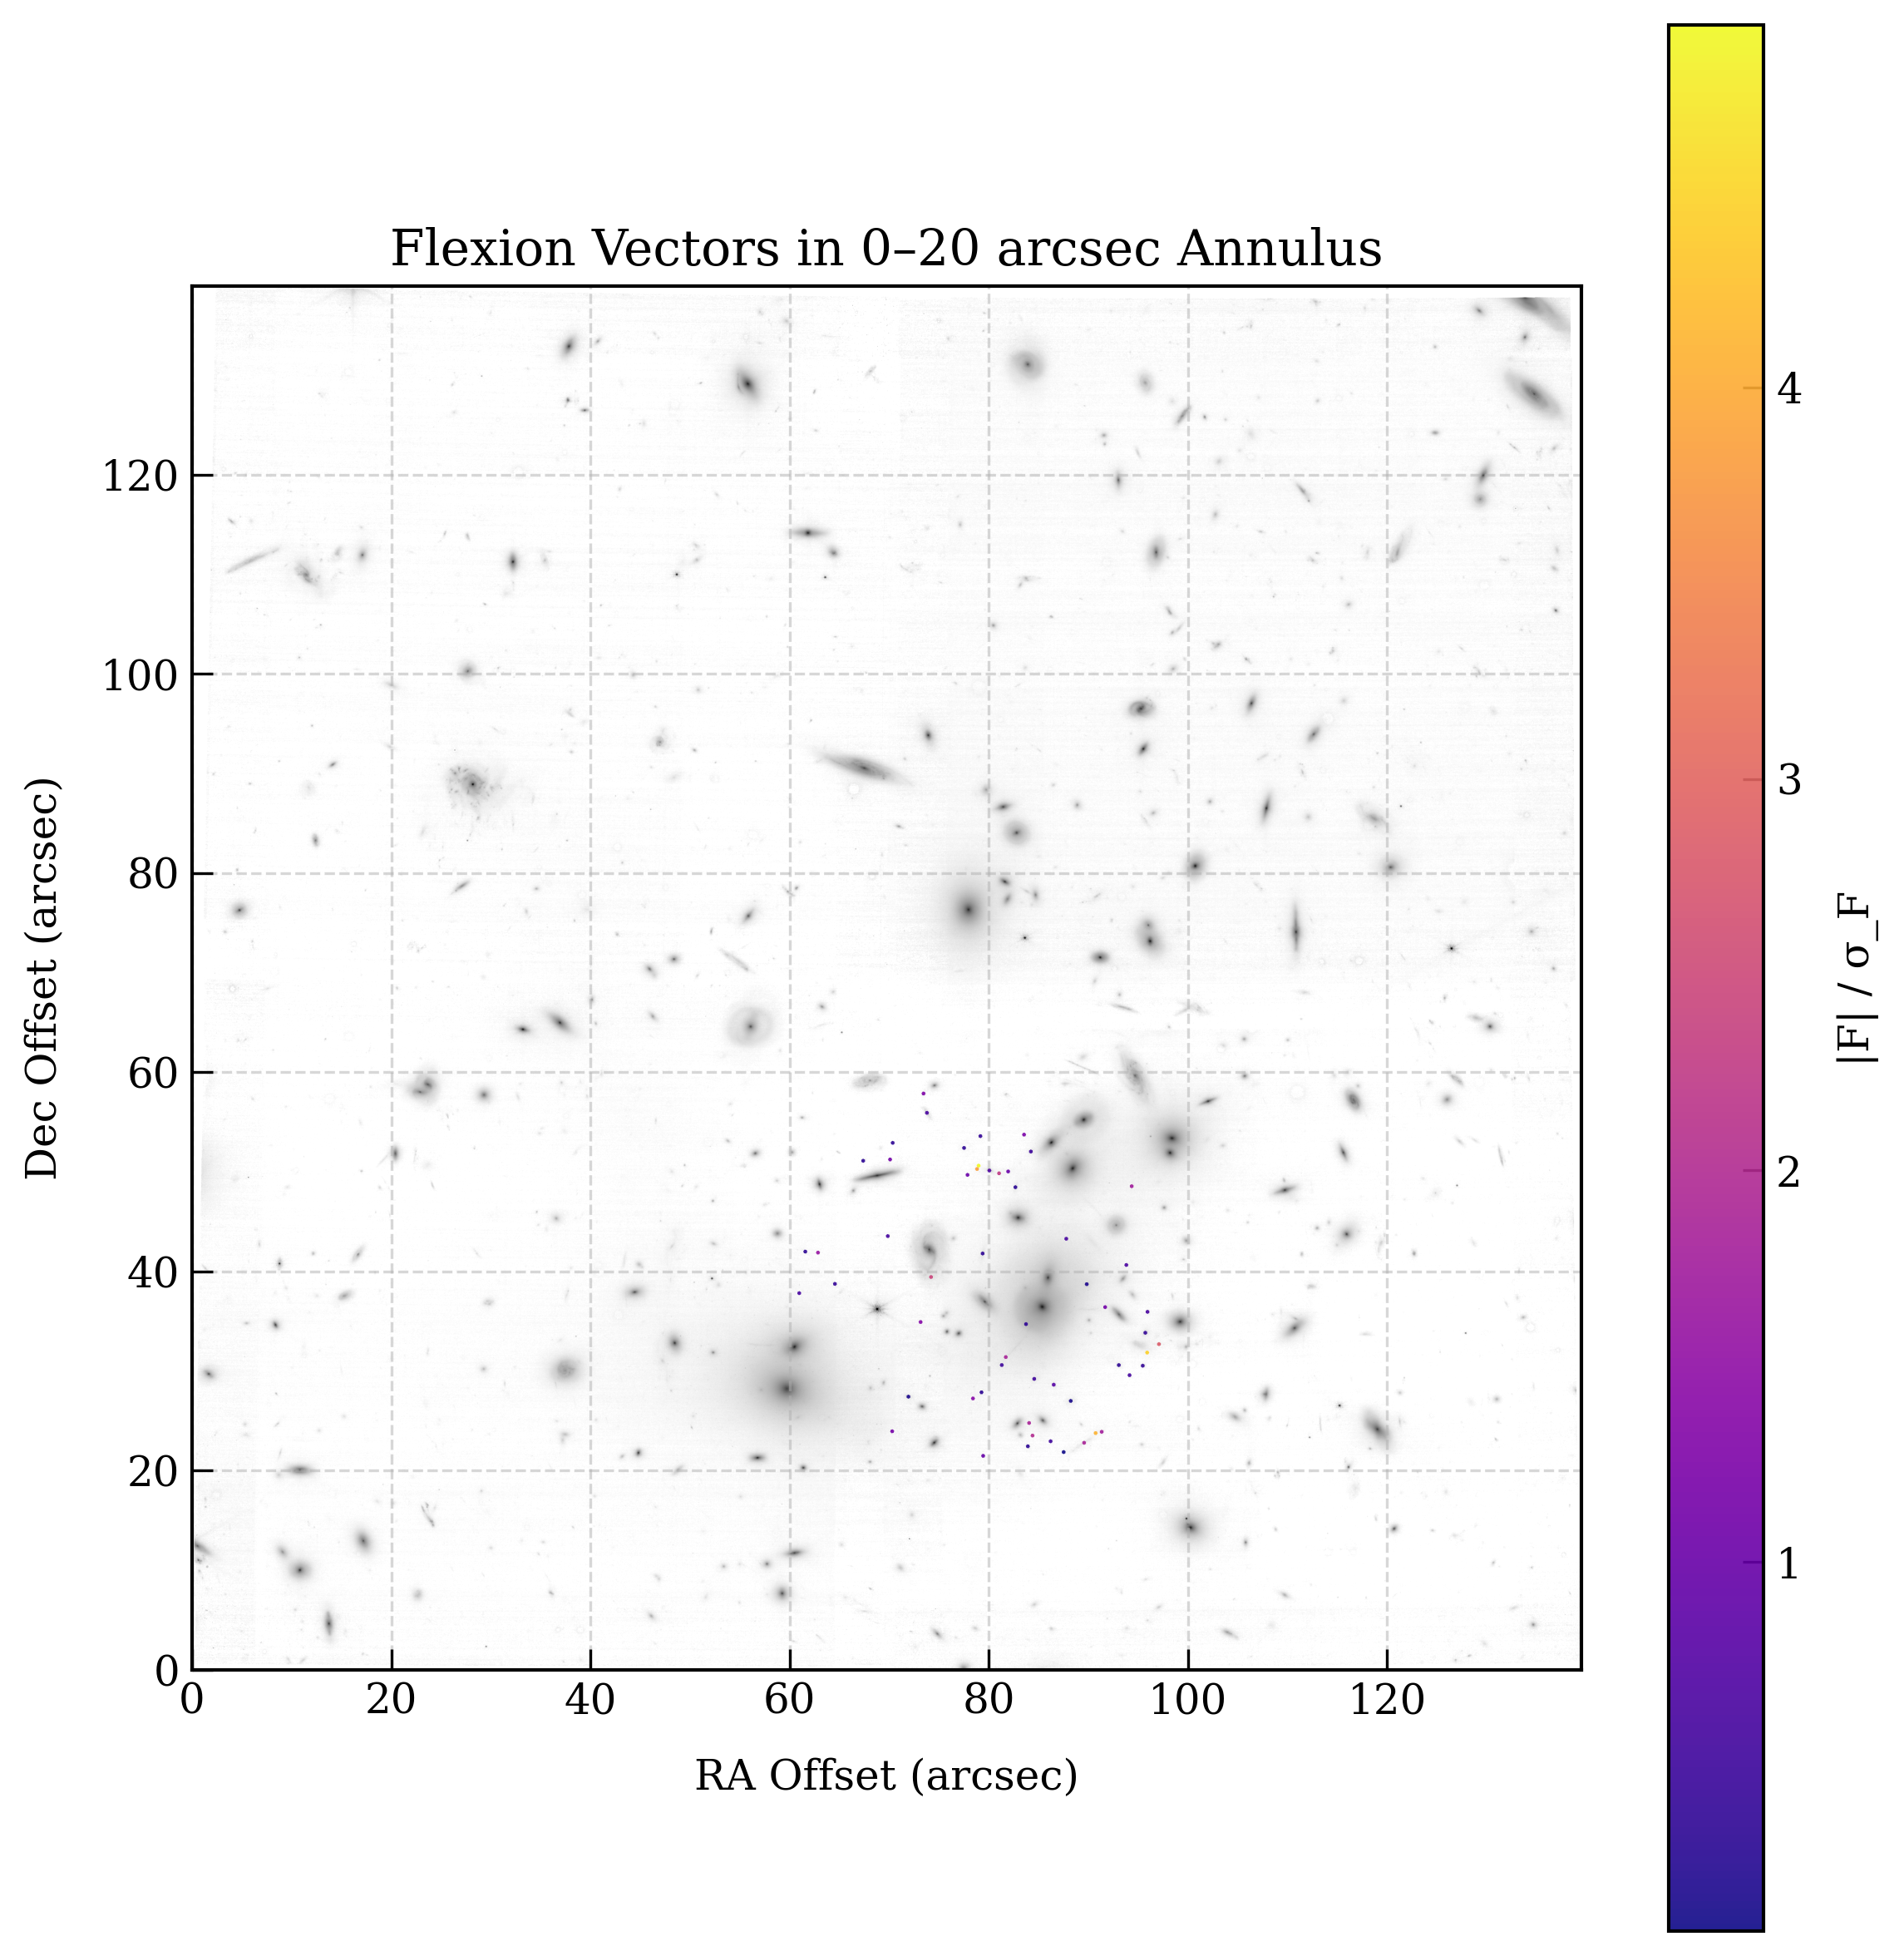 Flexion Vectors in 0–20 arcsec Annulus
Dec Offset (arcsec)
120
100
80
60
40
20
0
0 20 40 60 80 100 120
RA Offset (arcsec)
4
3
2
1
|F| / σ_F